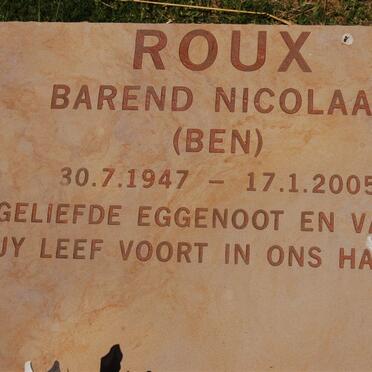 ROUX
BAREND NICOLAA
(BEN)
30.7.1947 – 17.1.2005
GELIEFDE EGGENOOT EN VA
UY LEEF VOORT IN ONS HA